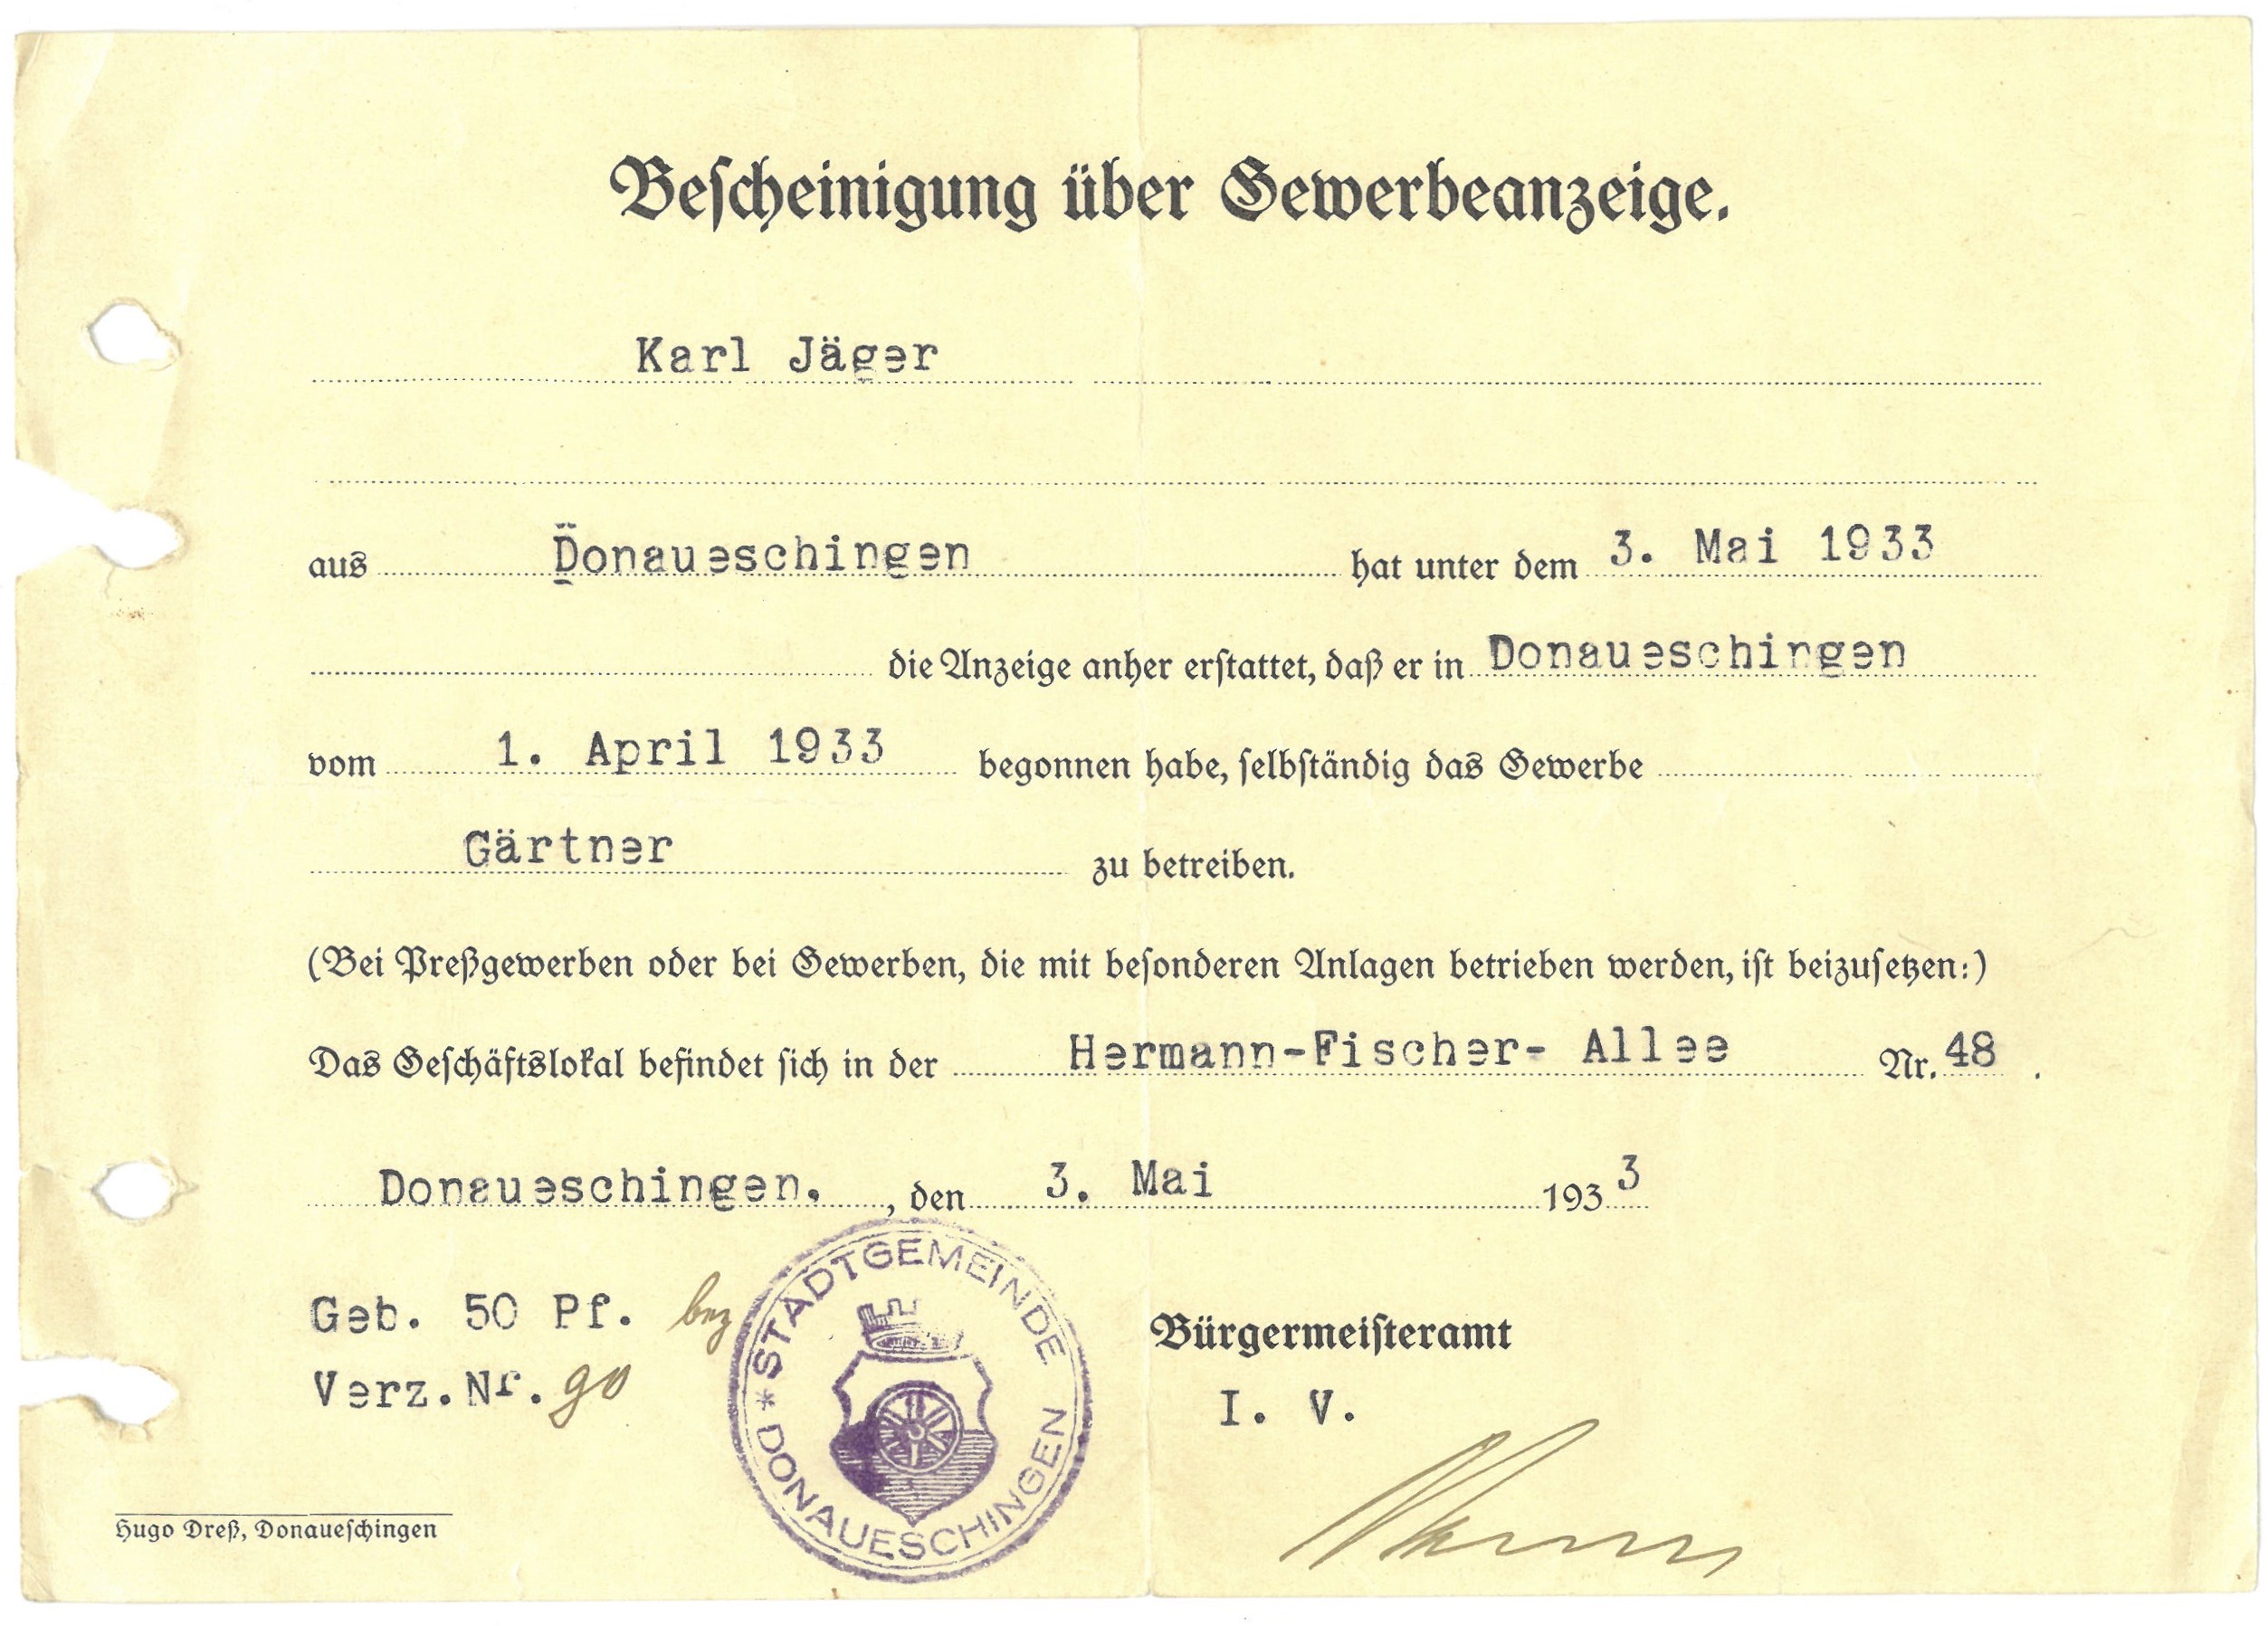 Bescheinigung über Gewerbeanzeige.
Karl Jäger
aus Donaueschingen hat unter dem 3. Mai 1933
die Anzeige anher erstattet, daß er in Donaueschingen
vom 1. April 1933 begonnen habe, selbständig das Gewerbe
Gärtner zu betreiben.
(Bei Preßgewerben oder bei Gewerben, die mit besonderen Anlagen betrieben werden, ist beizusetzen:)
Das Geschäftslokal befindet sich in der Hermann-Fischer- Allee Nr. 48 .
Donaueschingen. , den 3. Mai 1933
Geb. 50 Pf. bez
Verz.Nr. 90
* STADTGEMEINDE
DONAUESCHINGEN
Bürgermeisteramt
I. V.
Hugo Dreß, Donaueschingen